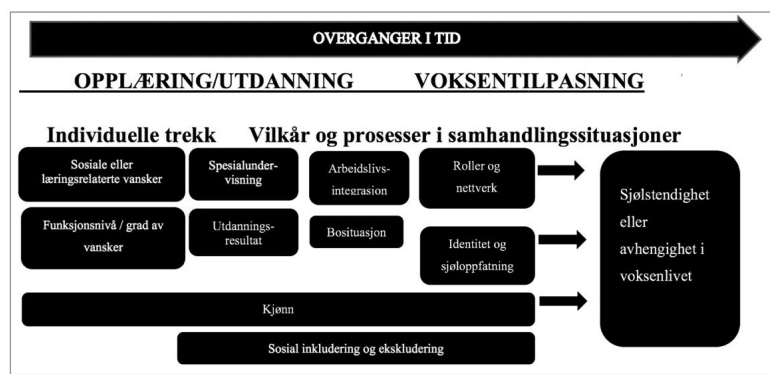 OVERGANGER I TID
OPPLÆRING/UTDANNING VOKSENTILPASNING
Individuelle trekk Vilkår og prosesser i samhandlingssituasjoner
Sosiale eller
læringsrelaterte vansker
Spesialunder-
visning
Arbeidslivs-
integrasjon
Roller og
nettverk
Funksjonsnivå / grad av
vansker
Utdannings-
resultat
Bosituasjon
Identitet og
sjøloppfatning
Sjølstendighet
eller
avhengighet i
voksenlivet
Kjønn
Sosial inkludering og ekskludering